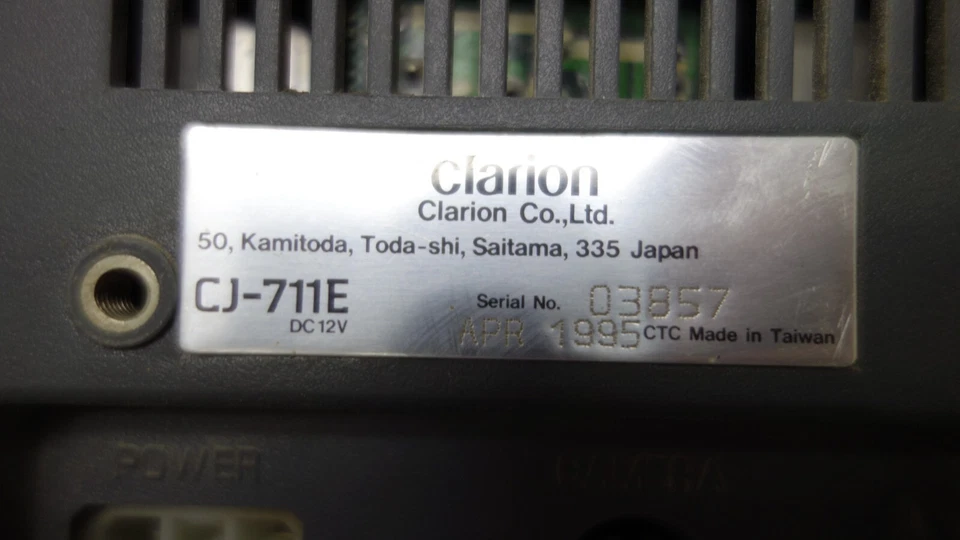 clarion
Clarion Co.,Ltd.
50, Kamitoda, Toda-shi, Saitama, 335 Japan
CJ-711E
DC12V
Serial No. 03857
APR 1995 CTC Made in Taiwan
POWER
CAMERA